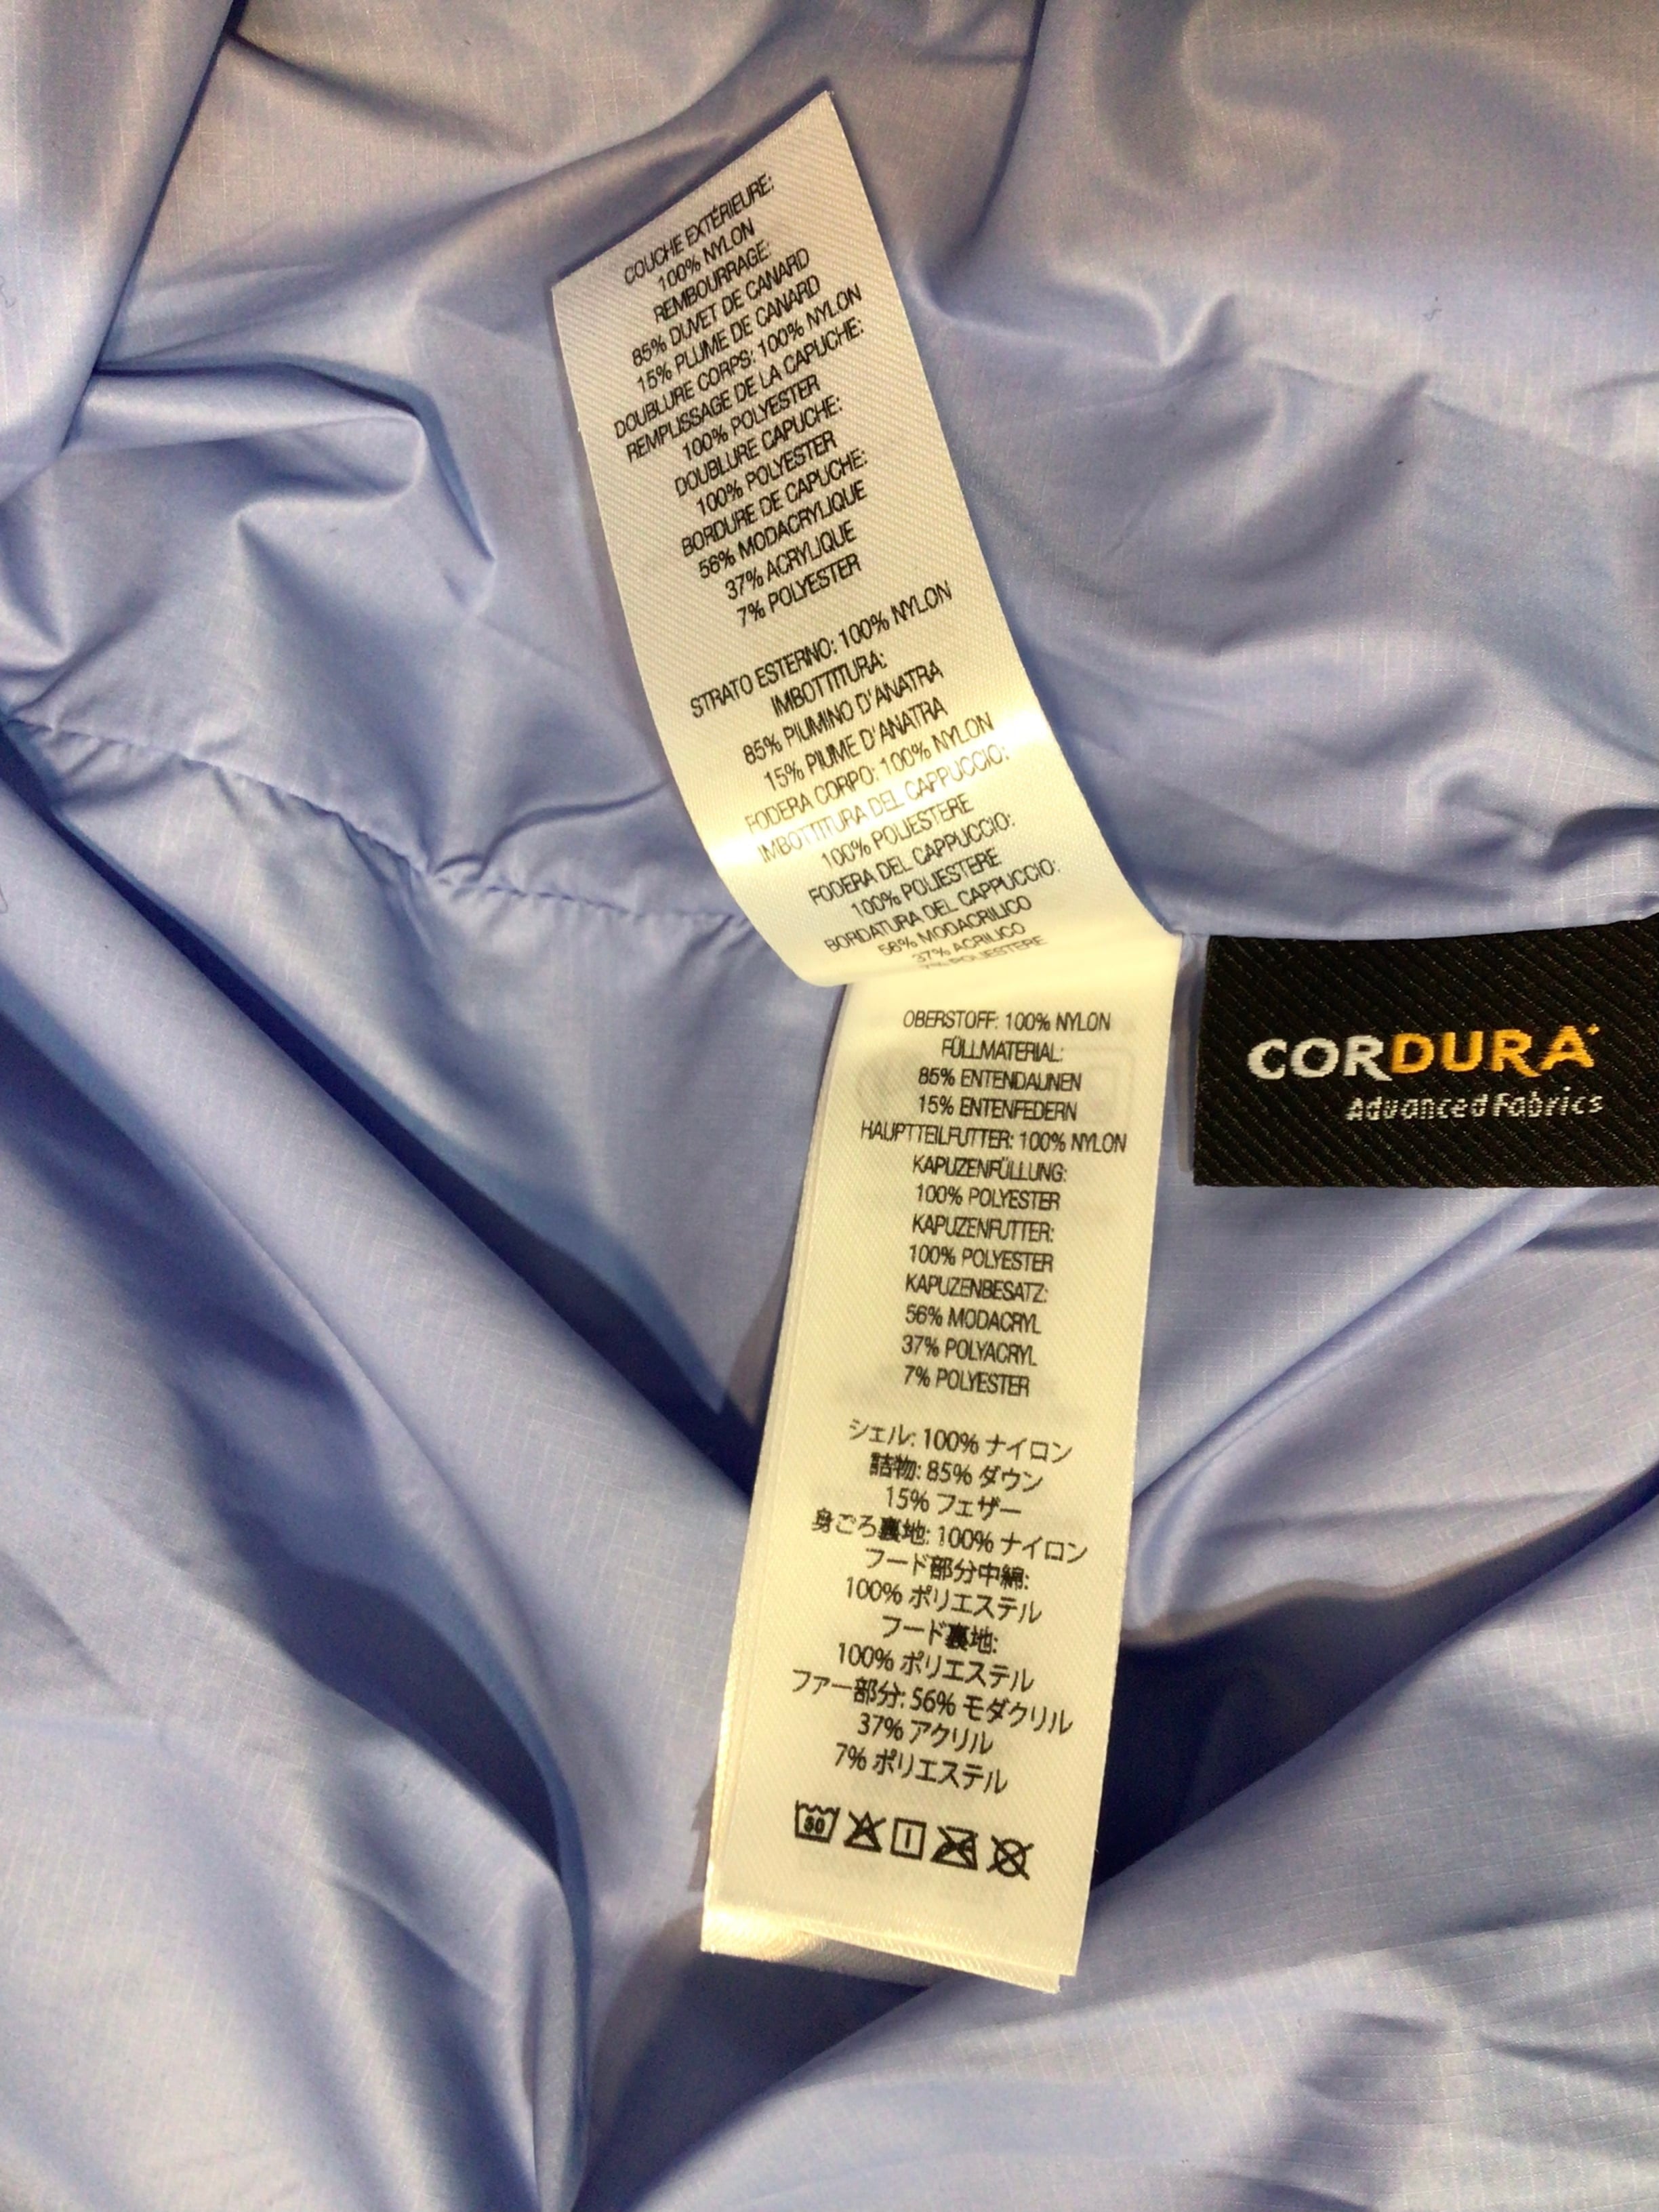 COUCHE EXTÉRIEURE:
100% NYLON
REMBOURRAGE:
85% DUVET DE CANARD
15% PLUME DE CANARD
DOUBLURE CORPS: 100% NYLON
REMPLISSAGE DE LA CAPUCHE:
100% POLYESTER
DOUBLURE CAPUCHE:
100% POLYESTER
BORDURE DE CAPUCHE:
56% MODACRYLIQUE
37% ACRYLIQUE
7% POLYESTER
STRATO ESTERNO: 100% NYLON
IMBOTTITURA:
85% PIUMINO D'ANATRA
15% PIUME D'ANATRA
FODERA CORPO: 100% NYLON
IMBOTTITURA DEL CAPPUCCIO:
100% POLIESTERE
FODERA DEL CAPPUCCIO:
100% POLIESTERE
BORDATURA DEL CAPPUCCIO:
56% MODACRILICO
37% ACRILICO
7% POLIESTERE
OBERSTOFF: 100% NYLON
FÜLLMATERIAL:
85% ENTENDAUNEN
15% ENTENFEDERN
HAUPTTEILFUTTER: 100% NYLON
KAPUZENFÜLLUNG:
100% POLYESTER
KAPUZENFUTTER:
100% POLYESTER
KAPUZENBESATZ:
56% MODACRYL
37% POLYACRYL
7% POLYESTER
シェル: 100% ナイロン
詰物: 85% ダウン
15% フェザー
身ごろ裏地: 100% ナイロン
フード部分中綿:
100% ポリエステル
フード裏地:
100% ポリエステル
ファー部分: 56% モダクリル
37% アクリル
7% ポリエステル
30
CORDURA
Advanced Fabrics